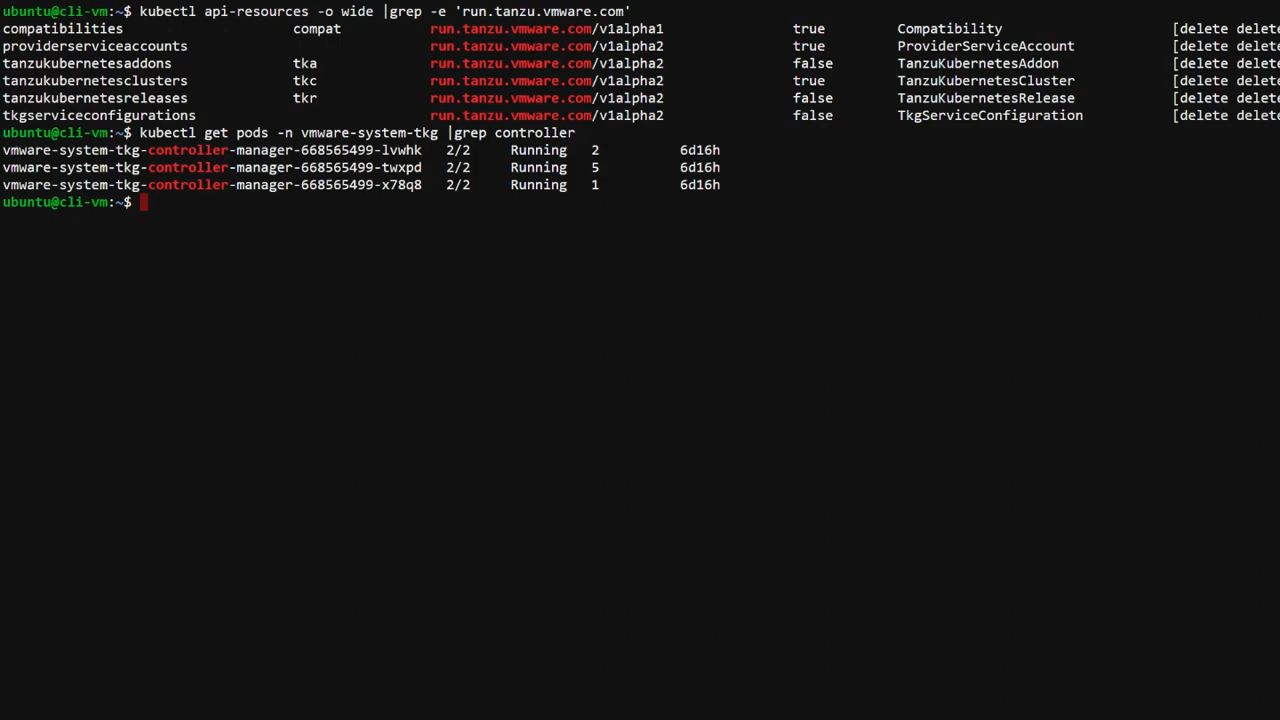 ubuntu@cli-vm:~$ kubectl api-resources -o wide |grep -e 'run.tanzu.vmware.com'
compatibilities compat run.tanzu.vmware.com/v1alpha1 true Compatibility [delete delete
providerserviceaccounts run.tanzu.vmware.com/v1alpha2 true ProviderServiceAccount [delete delete
tanzukubernetesaddons tka run.tanzu.vmware.com/v1alpha2 false TanzuKubernetesAddon [delete delete
tanzukubernetesclusters tkc run.tanzu.vmware.com/v1alpha2 true TanzuKubernetesCluster [delete delete
tanzukubernetesreleases tkr run.tanzu.vmware.com/v1alpha2 false TanzuKubernetesRelease [delete delete
tkgserviceconfigurations run.tanzu.vmware.com/v1alpha2 false TkgServiceConfiguration [delete delete
ubuntu@cli-vm:~$ kubectl get pods -n vmware-system-tkg |grep controller
vmware-system-tkg-controller-manager-668565499-lvwhk 2/2 Running 2 6d16h
vmware-system-tkg-controller-manager-668565499-twxpd 2/2 Running 5 6d16h
vmware-system-tkg-controller-manager-668565499-x78q8 2/2 Running 1 6d16h
ubuntu@cli-vm:~$